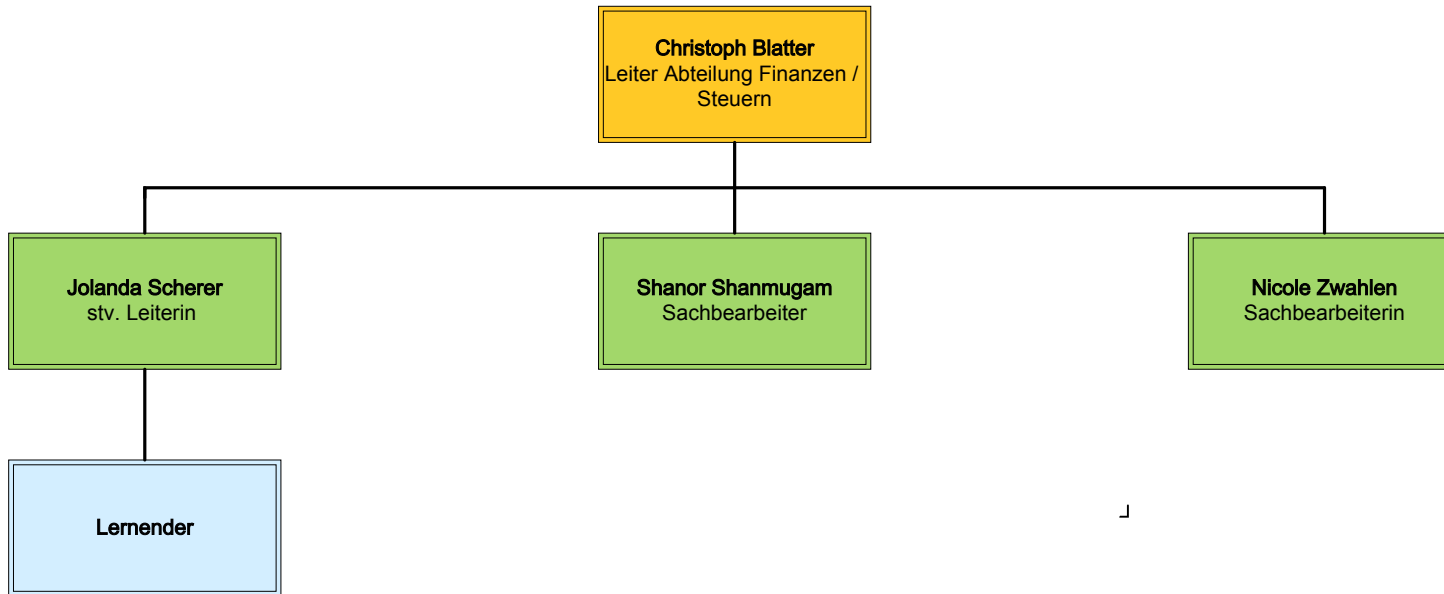 Christoph Blatter
Leiter Abteilung Finanzen /
Steuern
Jolanda Scherer
stv. Leiterin
Shanor Shanmugam
Sachbearbeiter
Nicole Zwahlen
Sachbearbeiterin
Lernender